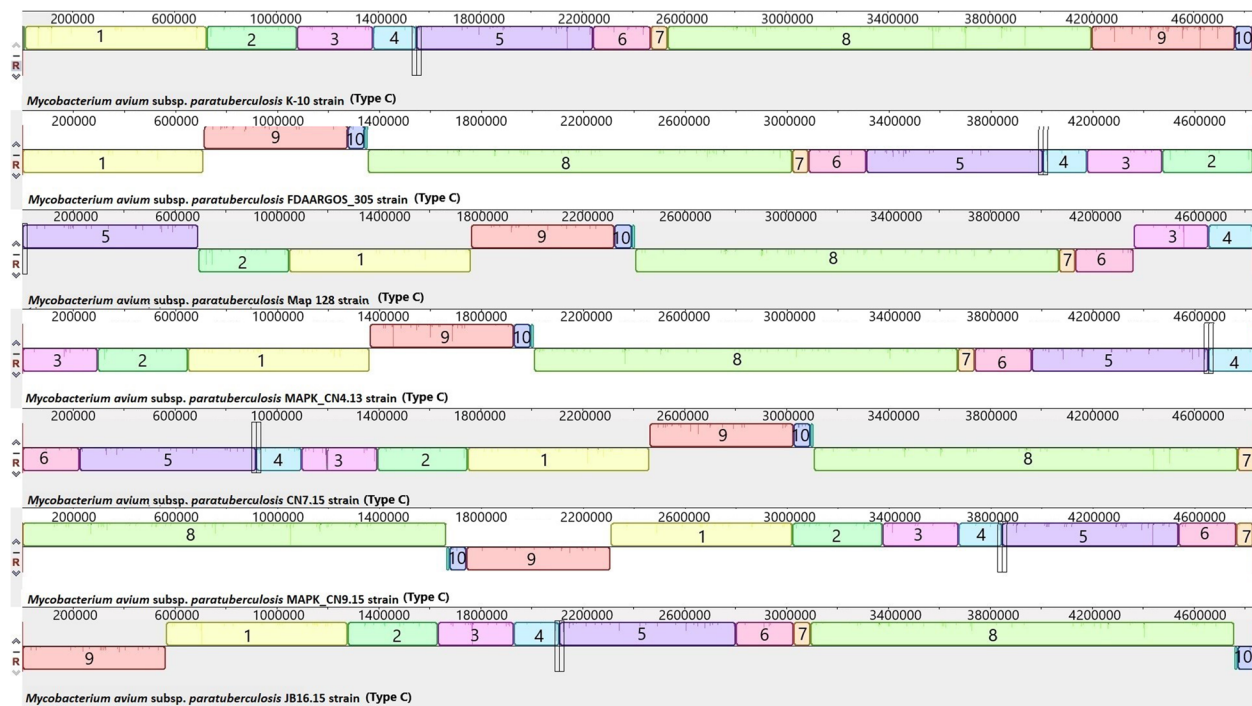 200000 600000 1000000 1400000 1800000 2200000 2600000 3000000 3400000 3800000 4200000 4600000
1 2 3 4 5 6 7 8 9 10
R
Mycobacterium avium subsp. paratuberculosis K-10 strain (Type C)
200000 600000 1000000 1400000 1800000 2200000 2600000 3000000 3400000 3800000 4200000 4600000
9 10
R
1 8 7 6 5 4 3 2
Mycobacterium avium subsp. paratuberculosis FDAARGOS_305 strain (Type C)
200000 600000 1000000 1400000 1800000 2200000 2600000 3000000 3400000 3800000 4200000 4600000
5 9 10 3 4
R
2 1 8 7 6
Mycobacterium avium subsp. paratuberculosis Map 128 strain (Type C)
200000 600000 1000000 1400000 1800000 2200000 2600000 3000000 3400000 3800000 4200000 4600000
9 10
R
3 2 1 8 7 6 5 4
Mycobacterium avium subsp. paratuberculosis MAPK_CN4.13 strain (Type C)
200000 600000 1000000 1400000 1800000 2200000 2600000 3000000 3400000 3800000 4200000 4600000
9 10
R
6 5 4 3 2 1 8 7
Mycobacterium avium subsp. paratuberculosis CN7.15 strain (Type C)
200000 600000 1000000 1400000 1800000 2200000 2600000 3000000 3400000 3800000 4200000 4600000
8 1 2 3 4 5 6 7
R
10 9
Mycobacterium avium subsp. paratuberculosis MAPK_CN9.15 strain (Type C)
200000 600000 1000000 1400000 1800000 2200000 2600000 3000000 3400000 3800000 4200000 4600000
1 2 3 4 5 6 7 8
R
9 10
Mycobacterium avium subsp. paratuberculosis JB16.15 strain (Type C)